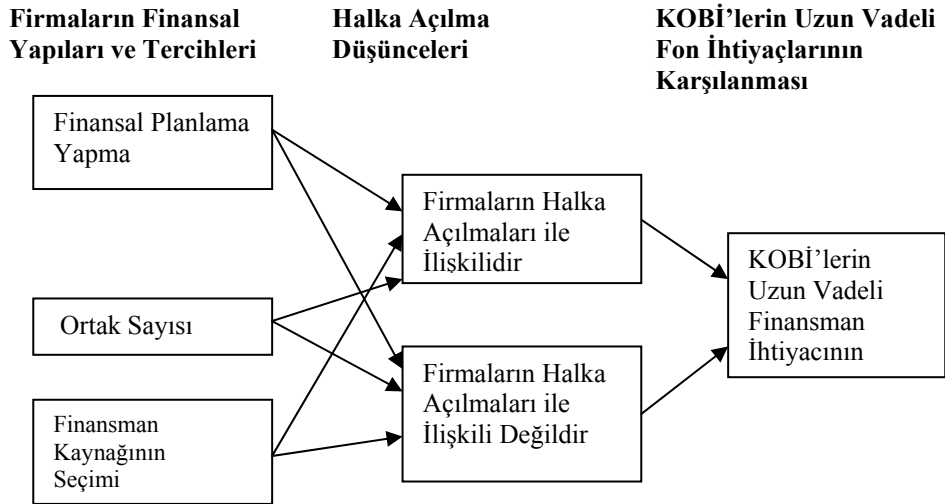 Firmaların Finansal
Yapıları ve Tercihleri
Halka Açılma
Düşünceleri
KOBİ’lerin Uzun Vadeli
Fon İhtiyaçlarının
Karşılanması
Finansal Planlama
Yapma
Ortak Sayısı
Finansman
Kaynağının
Seçimi
Firmaların Halka
Açılmaları ile
İlişkilidir
Firmaların Halka
Açılmaları ile
İlişkili Değildir
KOBİ’lerin
Uzun Vadeli
Finansman
İhtiyacının